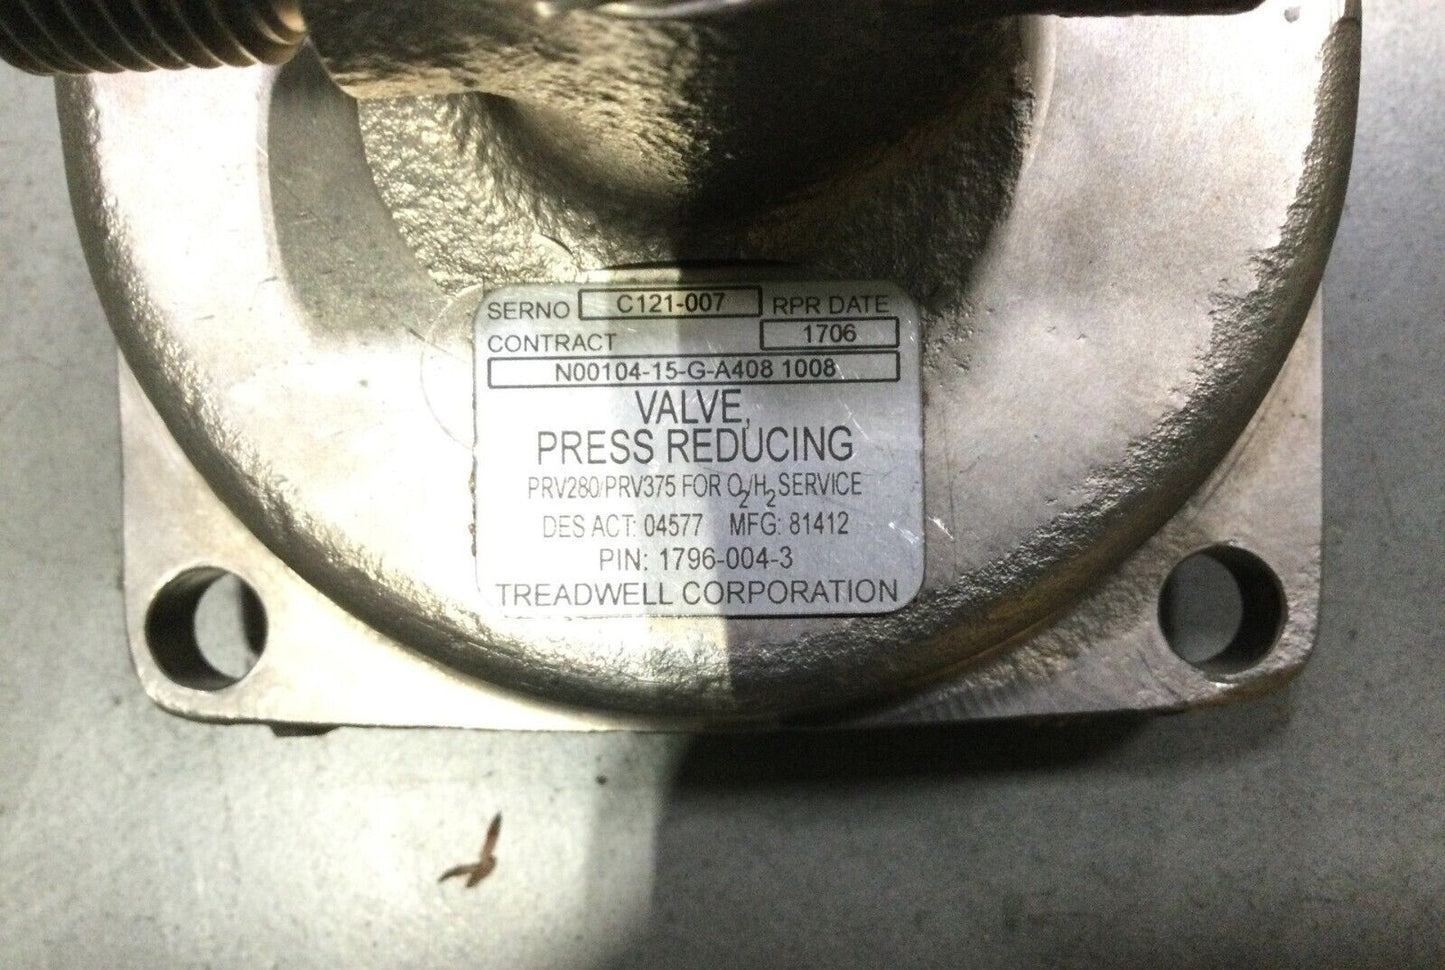 SERNO C121-007 RPR DATE
CONTRACT 1706
N00104-15-G-A408 1008
VALVE,
PRESS REDUCING
PRV280/PRV375 FOR O2/H2 SERVICE
DES ACT: 04577 MFG: 81412
PIN: 1796-004-3
TREADWELL CORPORATION